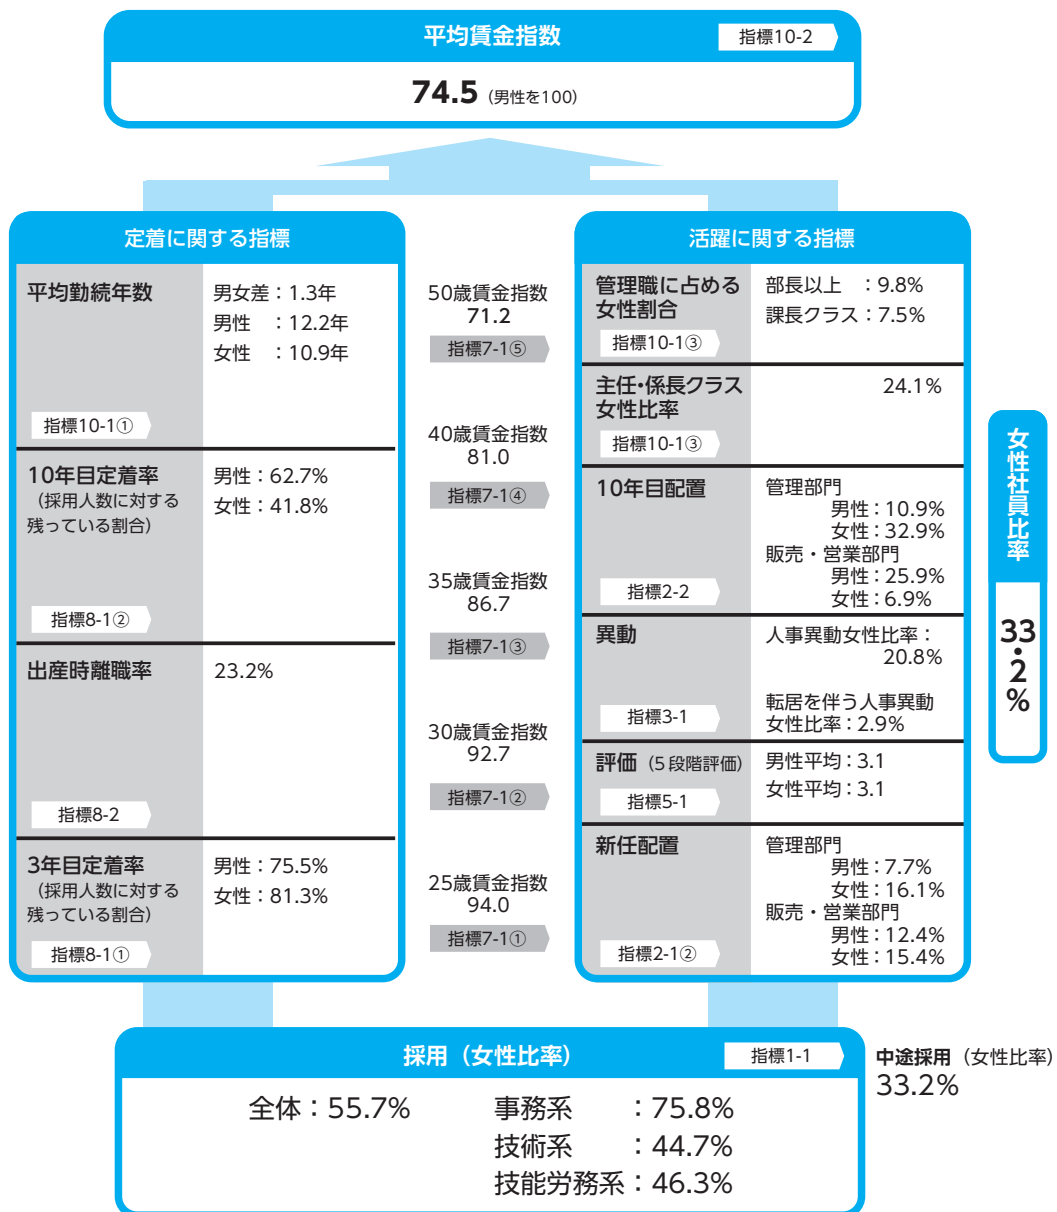 平均賃金指数
指標10-2
74.5（男性を100）
定着に関する指標
平均勤続年数
男女差：1.3年
男性　：12.2年
女性　：10.9年
指標10-1①
10年目定着率
（採用人数に対する
残っている割合）
男性：62.7%
女性：41.8%
指標8-1②
出産時離職率
23.2%
指標8-2
3年目定着率
（採用人数に対する
残っている割合）
男性：75.5%
女性：81.3%
指標8-1①
50歳賃金指数
71.2
指標7-1⑤
40歳賃金指数
81.0
指標7-1④
35歳賃金指数
86.7
指標7-1③
30歳賃金指数
92.7
指標7-1②
25歳賃金指数
94.0
指標7-1①
活躍に関する指標
管理職に占める
女性割合
部長以上　：9.8%
課長クラス：7.5%
指標10-1③
主任・係長クラス
女性比率
24.1%
指標10-1③
10年目配置
管理部門
男性：10.9%
女性：32.9%
販売・営業部門
男性：25.9%
女性：6.9%
指標2-2
異動
人事異動女性比率：
20.8%
転居を伴う人事異動
女性比率：2.9%
指標3-1
評価（5段階評価）
男性平均：3.1
女性平均：3.1
指標5-1
新任配置
管理部門
男性：7.7%
女性：16.1%
販売・営業部門
男性：12.4%
女性：15.4%
指標2-1②
女性社員比率
33・2%
採用（女性比率）
指標1-1
全体：55.7%
事務系　　：75.8%
技術系　　：44.7%
技能労務系：46.3%
中途採用（女性比率）
33.2%